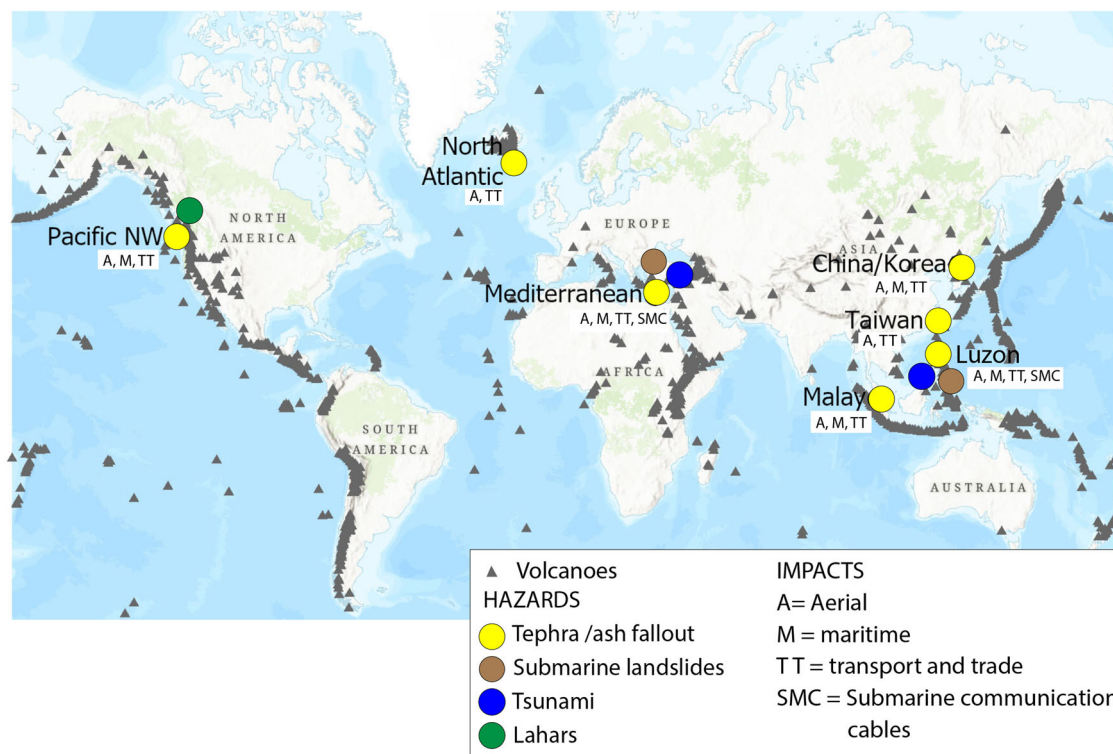 North
Atlantic
A, TT
NORTH
AMERICA
Pacific NW
A, M, TT
EUROPE
ASIA
China/Korea
A, M, TT
Mediterranean
A, M, TT, SMC
Taiwan
A, TT
Luzon
A, M, TT, SMC
AFRICA
Malay
A, M, TT
SOUTH
AMERICA
AUSTRALIA
Volcanoes
HAZARDS
Tephra /ash fallout
Submarine landslides
Tsunami
Lahars
IMPACTS
A= Aerial
M = maritime
T T = transport and trade
SMC = Submarine communication
cables